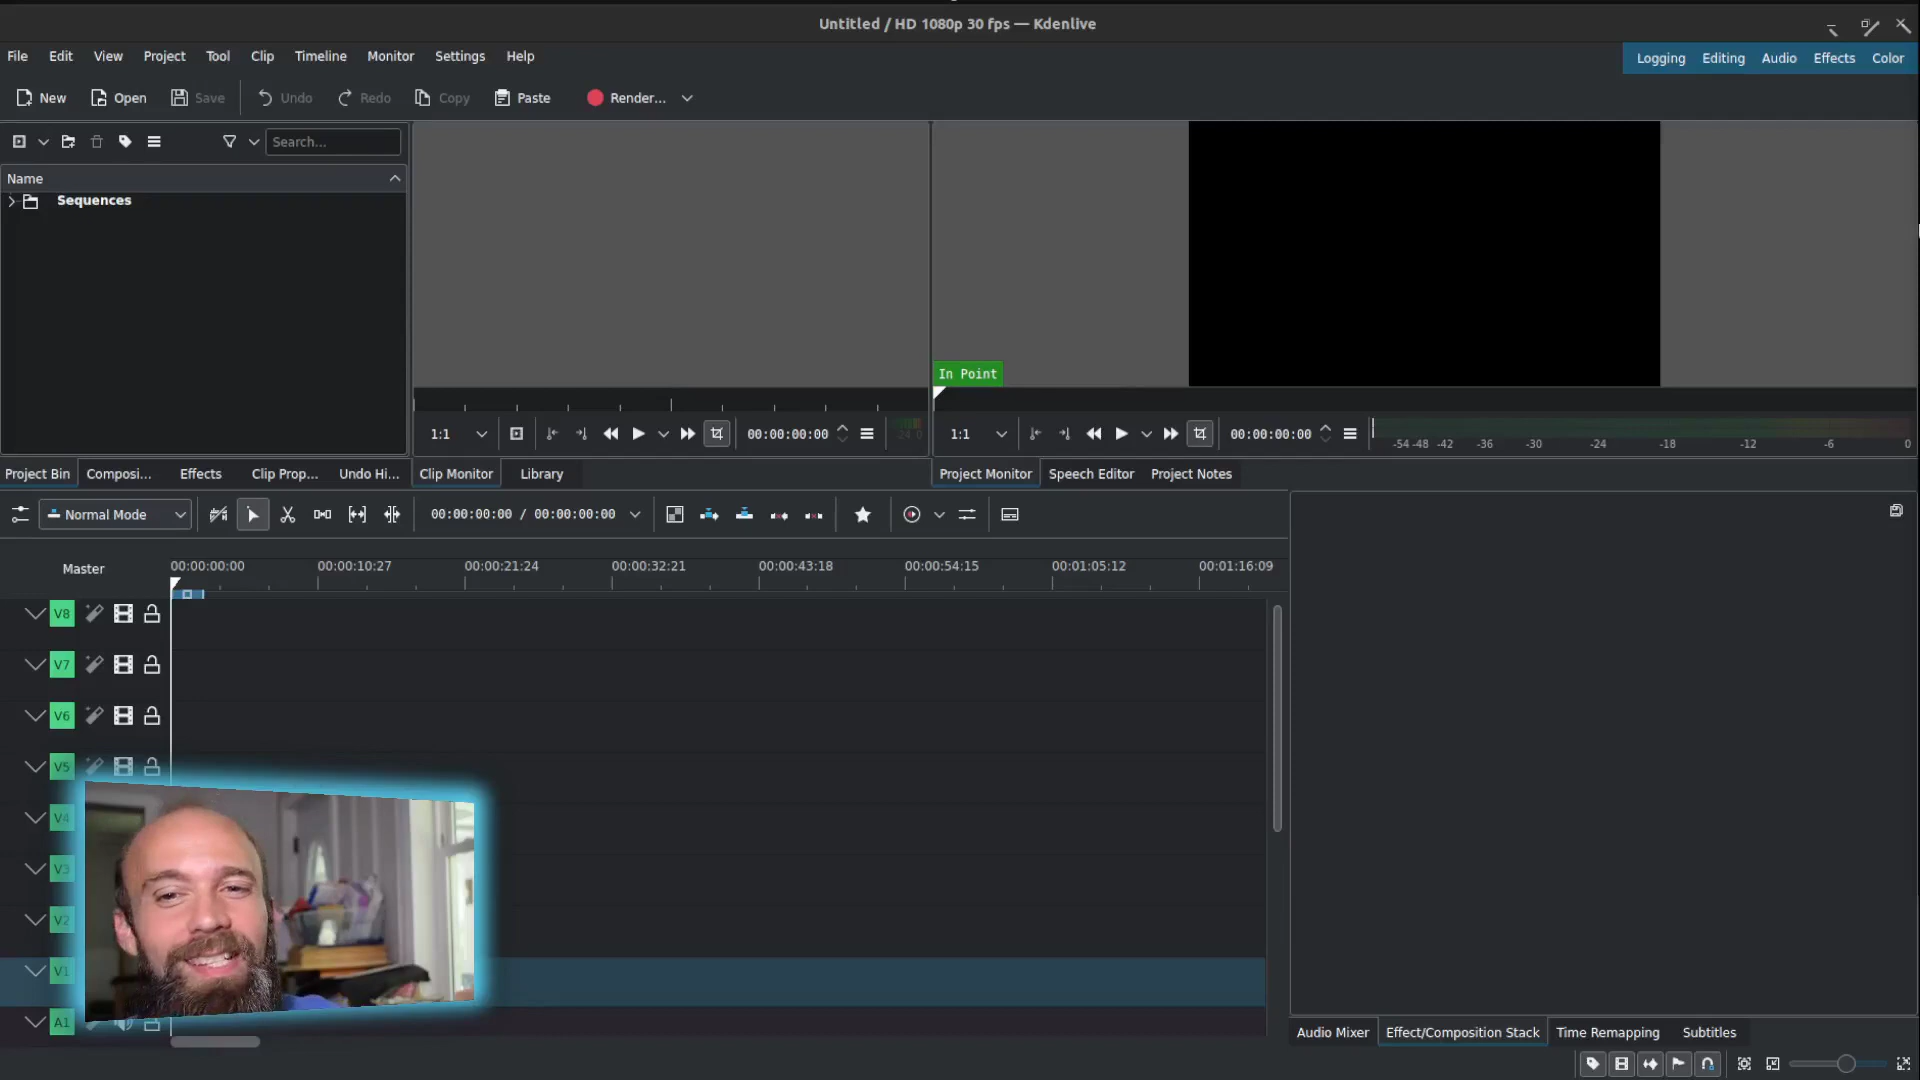 Untitled / HD 1080p 30 fps — Kdenlive
File Edit View Project Tool Clip Timeline Monitor Settings Help
Logging Editing Audio Effects Color
New Open Save Undo Redo Copy Paste Render...
Search...
Name
Sequences
In Point
1:1 00:00:00:00 -24 0
1:1 00:00:00:00 -54 -48 -42 -36 -30 -24 -18 -12 -6 0
Project Bin Composi... Effects Clip Prop... Undo Hi... Clip Monitor Library Project Monitor Speech Editor Project Notes
Normal Mode 00:00:00:00 / 00:00:00:00
Master 00:00:00:00 00:00:10:27 00:00:21:24 00:00:32:21 00:00:43:18 00:00:54:15 00:01:05:12 00:01:16:09
V8
V7
V6
V5
V4
V3
V2
V1
A1
Audio Mixer Effect/Composition Stack Time Remapping Subtitles